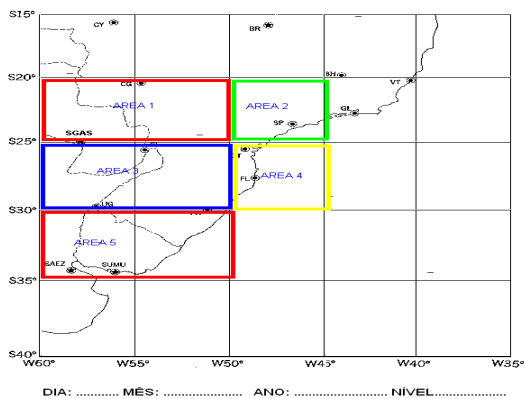 S15°
CY
BR
S20°
CG
BH
VT
AREA 1
AREA 2
GL
SP
SGAS
S25°
CT
AREA 3
FL
AREA 4
UG
S30°
AREA 5
SAEZ
SUMU
S35°
S40°
W60° W55° W50° W45° W40° W35°
DIA: ........... MÊS: ...................... ANO: ......................... NÍVEL....................